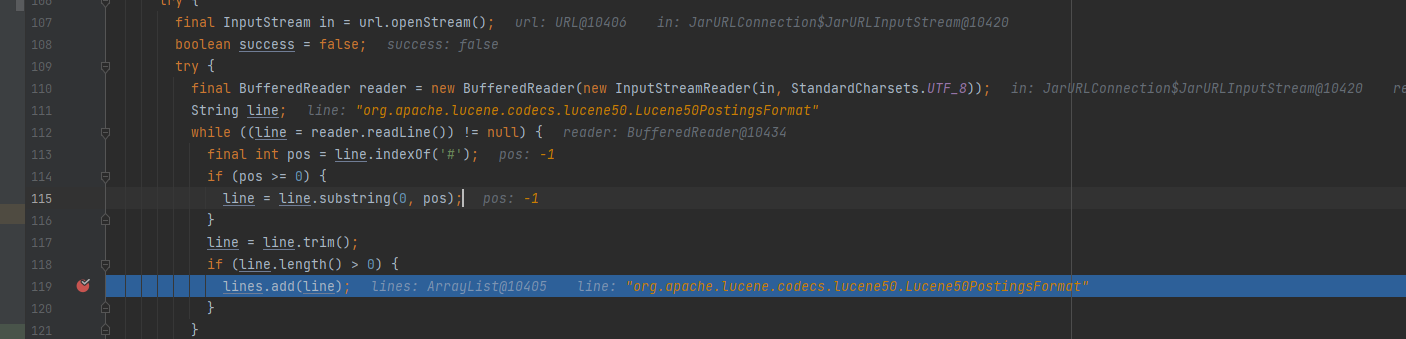 106 try {
107 final InputStream in = url.openStream(); url: URL@10406 in: JarURLConnection$JarURLInputStream@10420
108 boolean success = false; success: false
109 try {
110 final BufferedReader reader = new BufferedReader(new InputStreamReader(in, StandardCharsets.UTF_8)); in: JarURLConnection$JarURLInputStream@10420 re
111 String line; line: "org.apache.lucene.codecs.lucene50.Lucene50PostingsFormat"
112 while ((line = reader.readLine()) != null) { reader: BufferedReader@10434
113 final int pos = line.indexOf('#'); pos: -1
114 if (pos >= 0) {
115 line = line.substring(0, pos); pos: -1
116 }
117 line = line.trim();
118 if (line.length() > 0) {
119 lines.add(line); lines: ArrayList@10405 line: "org.apache.lucene.codecs.lucene50.Lucene50PostingsFormat"
120 }
121 }